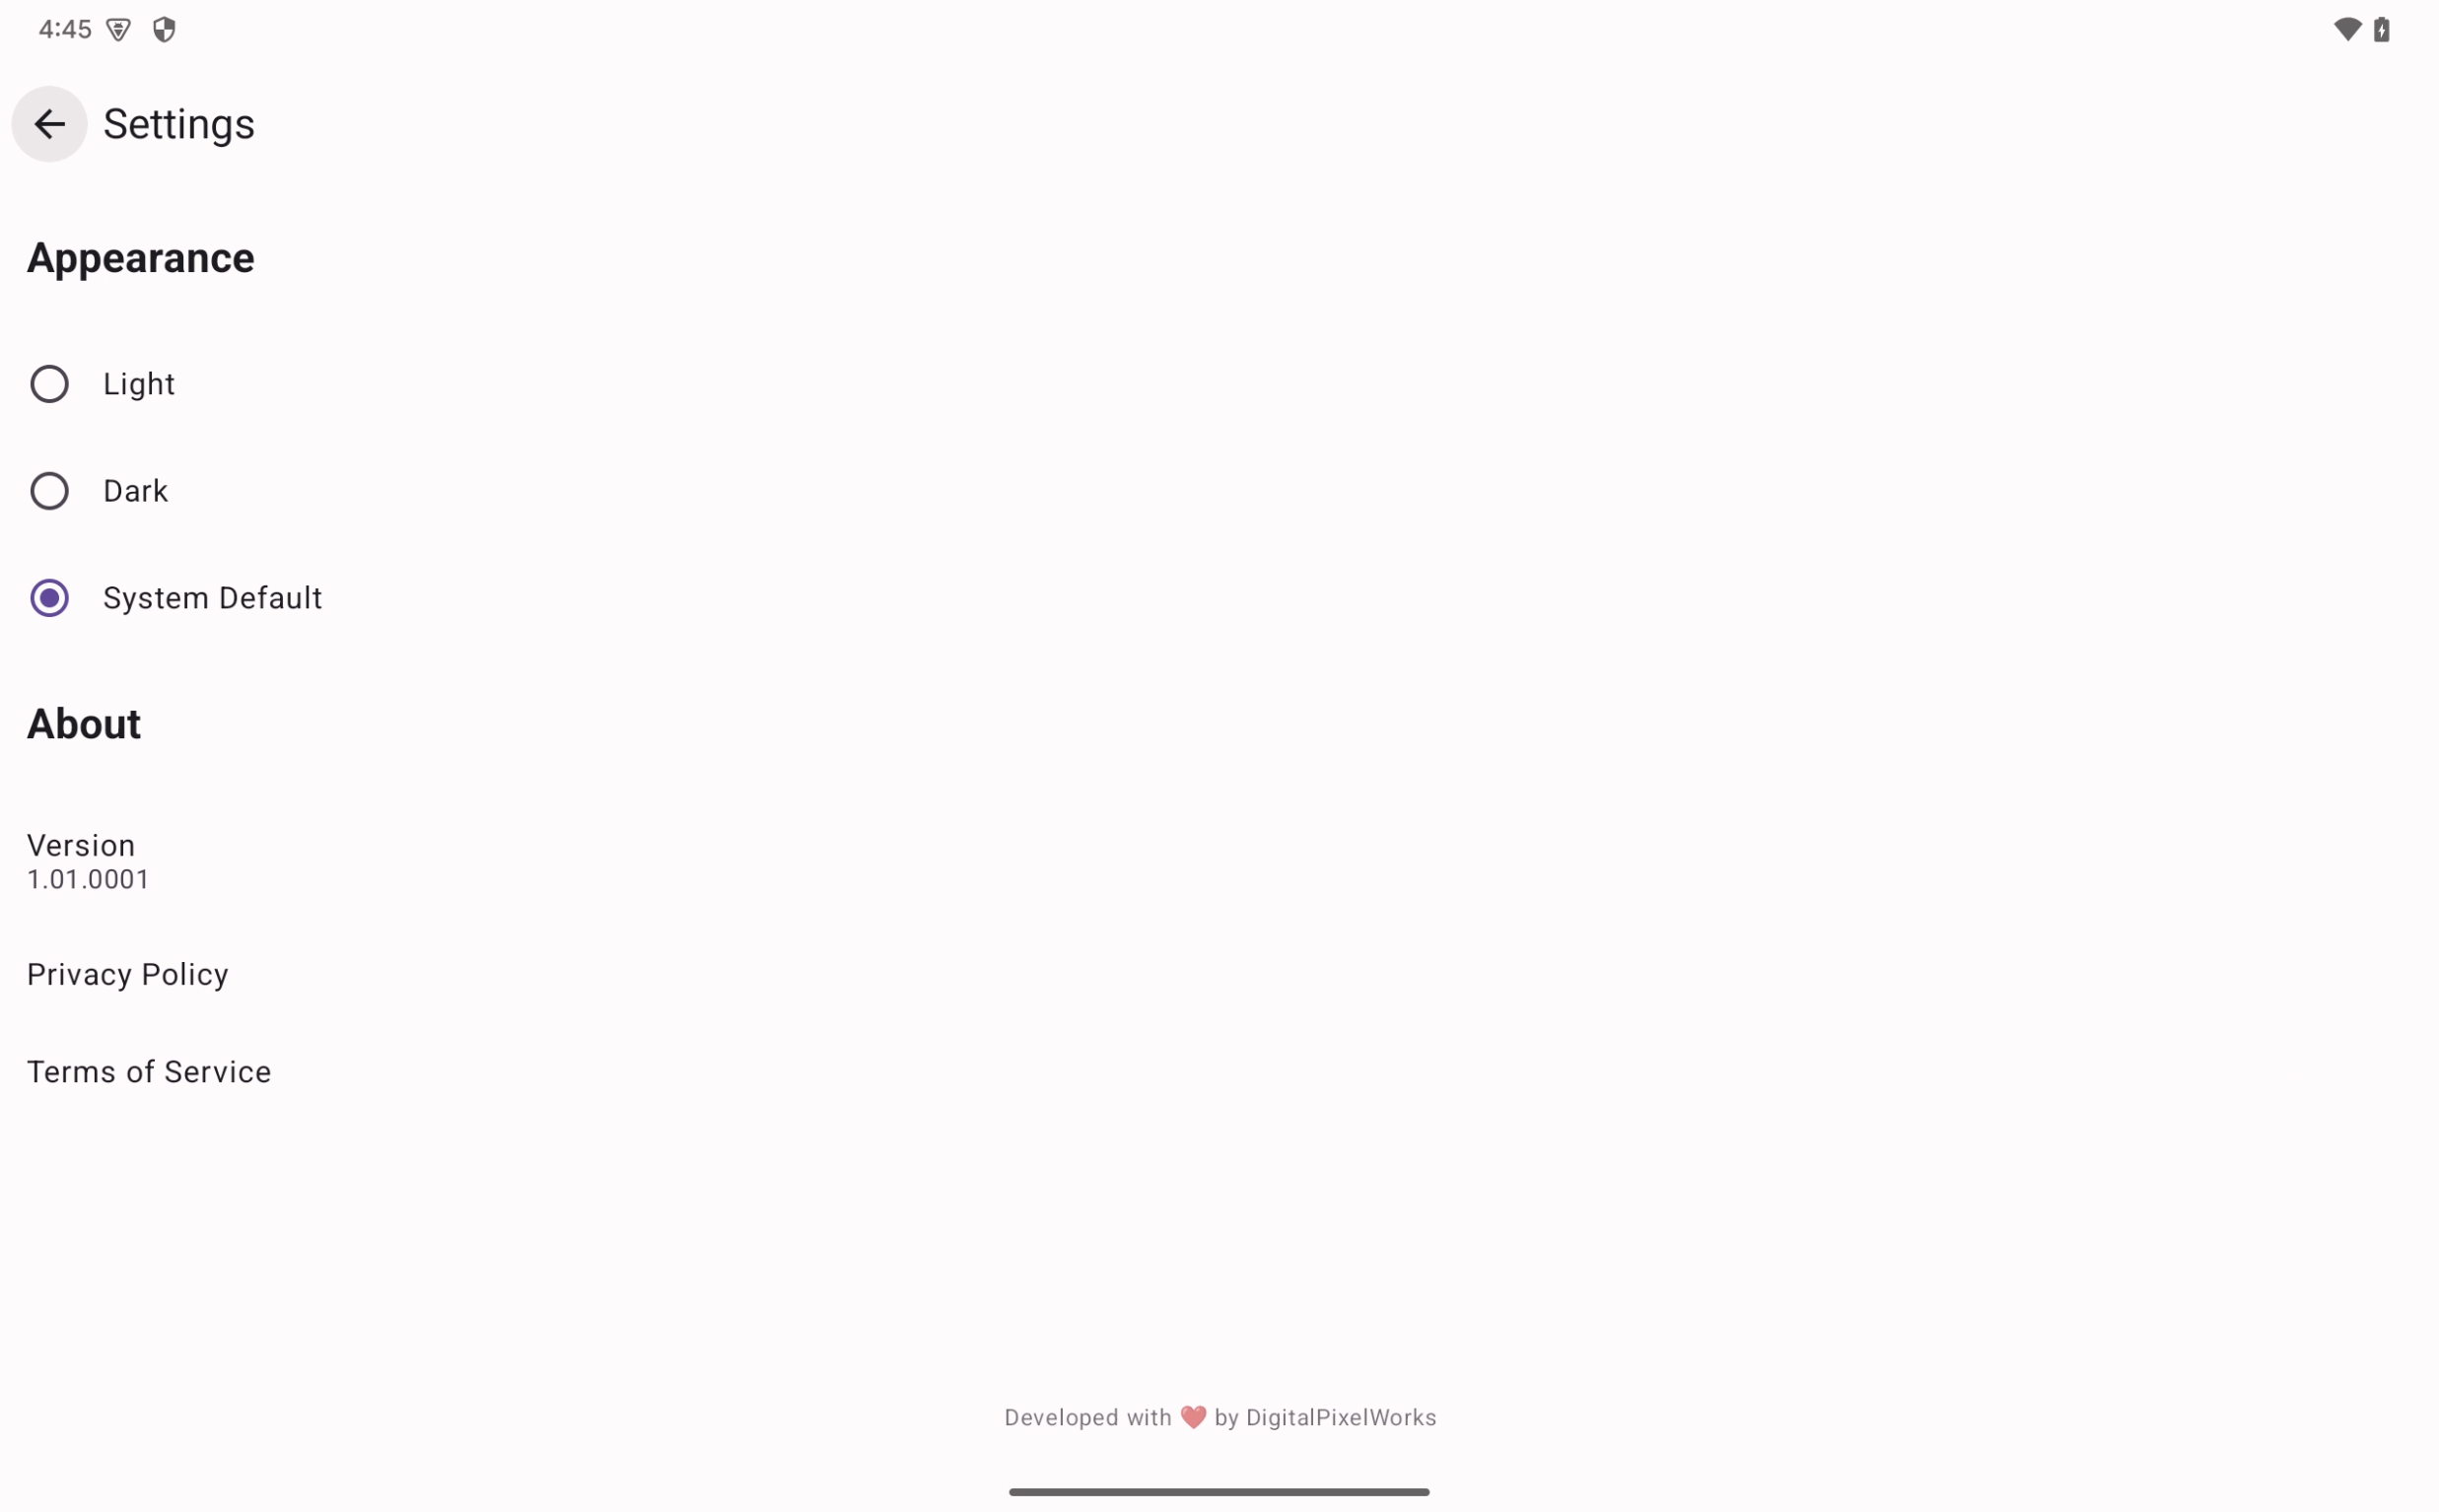 4:45
Settings
Appearance
Light
Dark
System Default
About
Version
1.01.0001
Privacy Policy
Terms of Service
Developed with ❤️ by DigitalPixelWorks